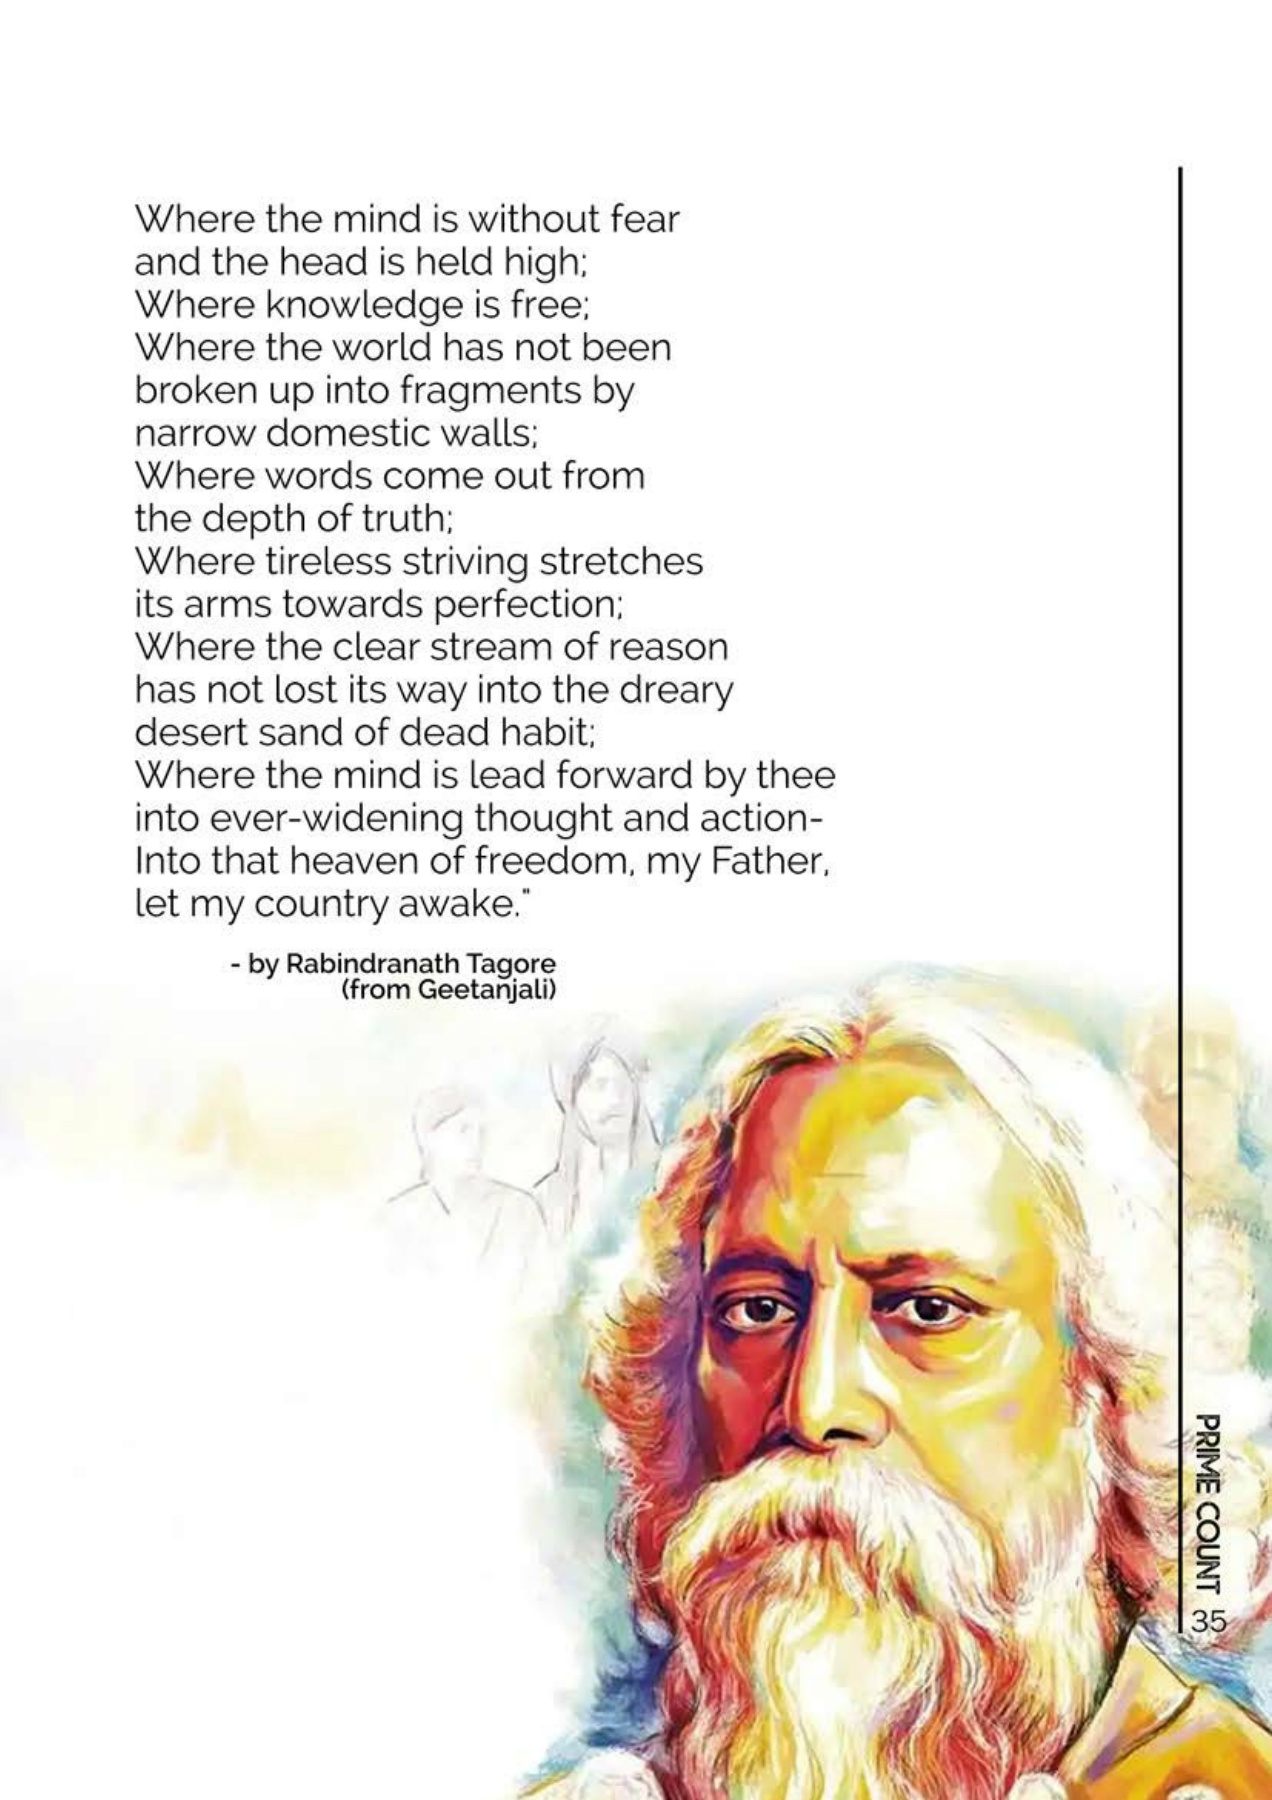 Where the mind is without fear
and the head is held high;
Where knowledge is free;
Where the world has not been
broken up into fragments by
narrow domestic walls;
Where words come out from
the depth of truth;
Where tireless striving stretches
its arms towards perfection;
Where the clear stream of reason
has not lost its way into the dreary
desert sand of dead habit;
Where the mind is lead forward by thee
into ever-widening thought and action-
Into that heaven of freedom, my Father,
let my country awake."
- by Rabindranath Tagore
(from Geetanjali)
PRIME COUNT
35